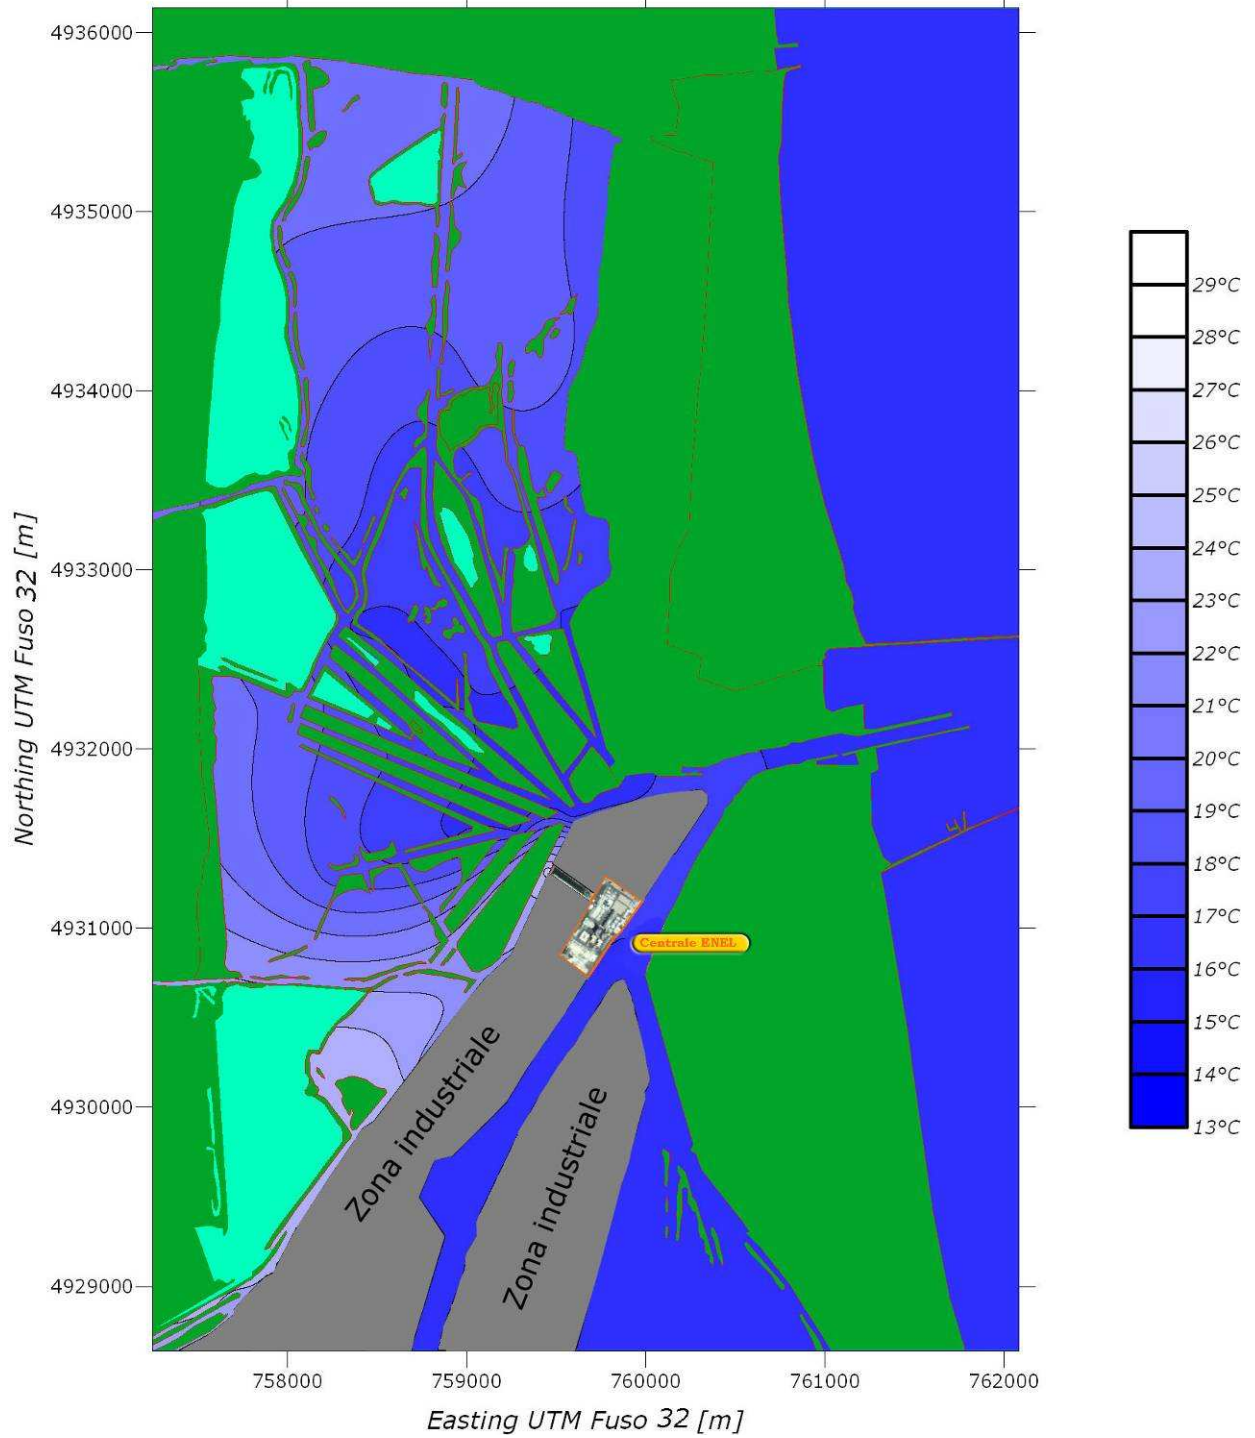 4936000
4935000
4934000
4933000
4932000
4931000
4930000
4929000
Northing UTM Fuso 32 [m]
758000
759000
760000
761000
762000
Easting UTM Fuso 32 [m]
Zona industriale
Zona industriale
Centrale ENEL
29°C
28°C
27°C
26°C
25°C
24°C
23°C
22°C
21°C
20°C
19°C
18°C
17°C
16°C
15°C
14°C
13°C